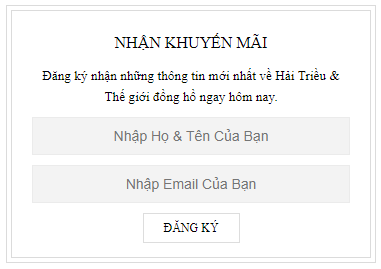 NHẬN KHUYẾN MÃI
Đăng ký nhận những thông tin mới nhất về Hải Triều &
Thế giới đồng hồ ngay hôm nay.
Nhập Họ & Tên Của Bạn
Nhập Email Của Bạn
ĐĂNG KÝ